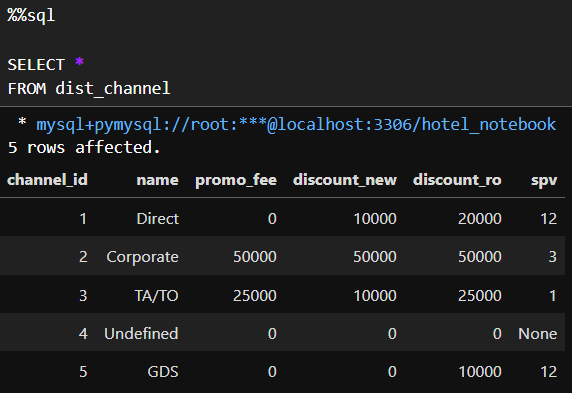 %%sql
SELECT *
FROM dist_channel
* mysql+pymysql://root:***@localhost:3306/hotel_notebook
5 rows affected.
channel_id name promo_fee discount_new discount_ro spv
1 Direct 0 10000 20000 12
2 Corporate 50000 50000 50000 3
3 TA/TO 25000 10000 25000 1
4 Undefined 0 0 0 None
5 GDS 0 0 10000 12